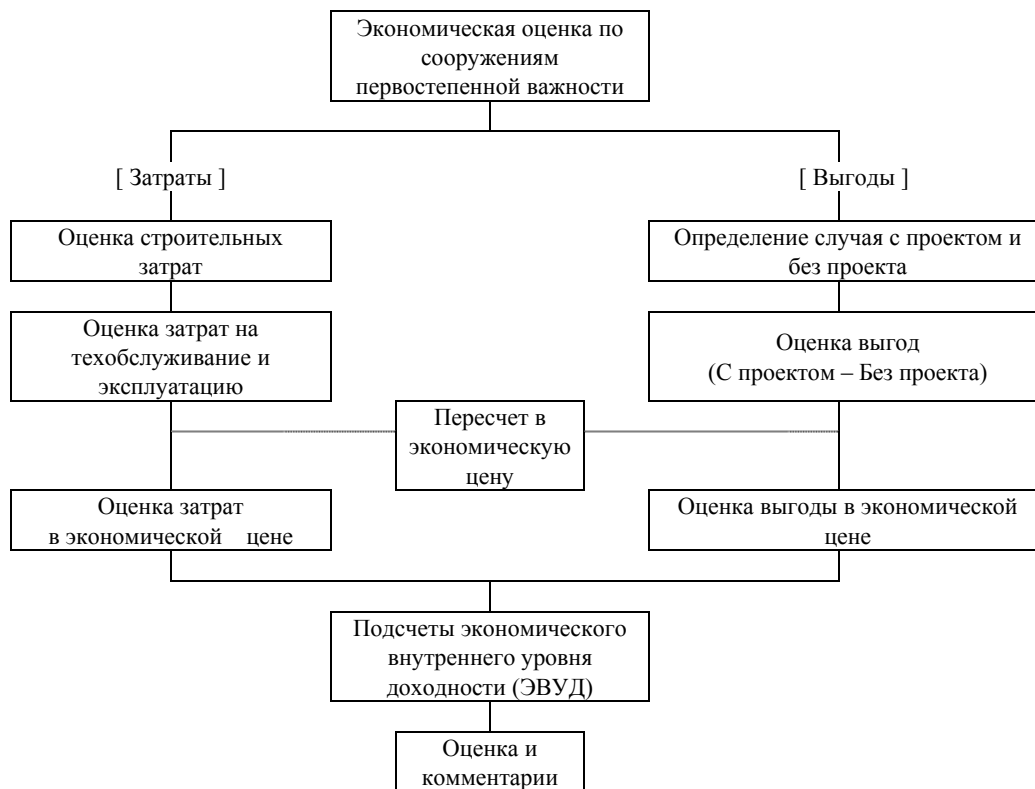 Экономическая оценка по
сооружениям
первостепенной важности
[ Затраты ]
[ Выгоды ]
Оценка строительных
затрат
Определение случая с проектом и
без проекта
Оценка затрат на
техобслуживание и
эксплуатацию
Оценка выгод
(С проектом – Без проекта)
Пересчет в
экономическую
цену
Оценка затрат
в экономической цене
Оценка выгоды в экономической
цене
Подсчеты экономического
внутреннего уровня
доходности (ЭВУД)
Оценка и
комментарии